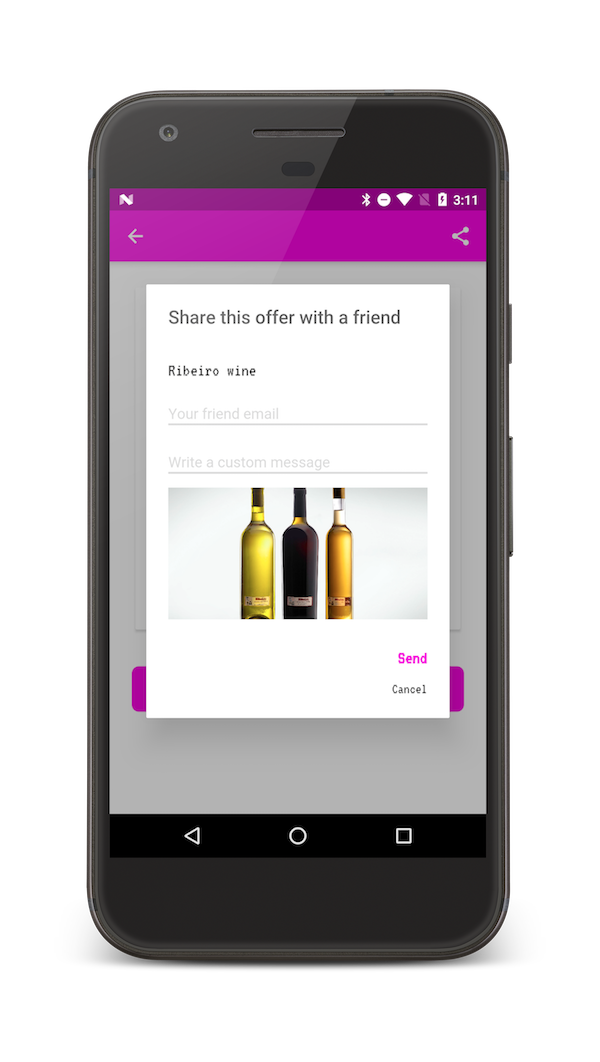 3:11
Share this offer with a friend
Ribeiro wine
Your friend email
Write a custom message
Send
Cancel